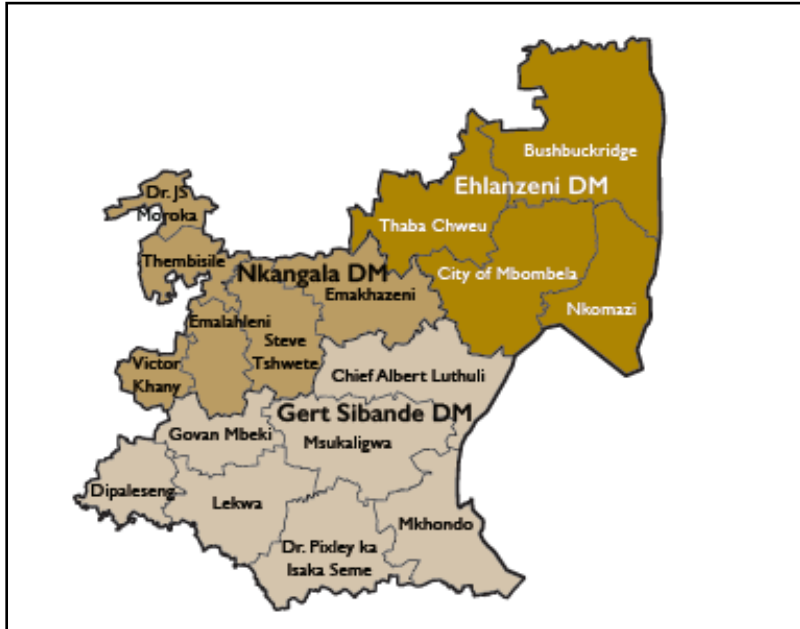 Bushbuckridge
Ehlanzeni DM
Dr. JS
Moroka
Thaba Chweu
Thembisile
Nkangala DM
City of Mbombela
Emakhazeni
Nkomazi
Emalahleni
Steve
Tshwete
Victor
Khany
Chief Albert Luthuli
Gert Sibande DM
Govan Mbeki
Msukaligwa
Dipaleseng
Lekwa
Mkhondo
Dr. Pixley ka
Isaka Seme